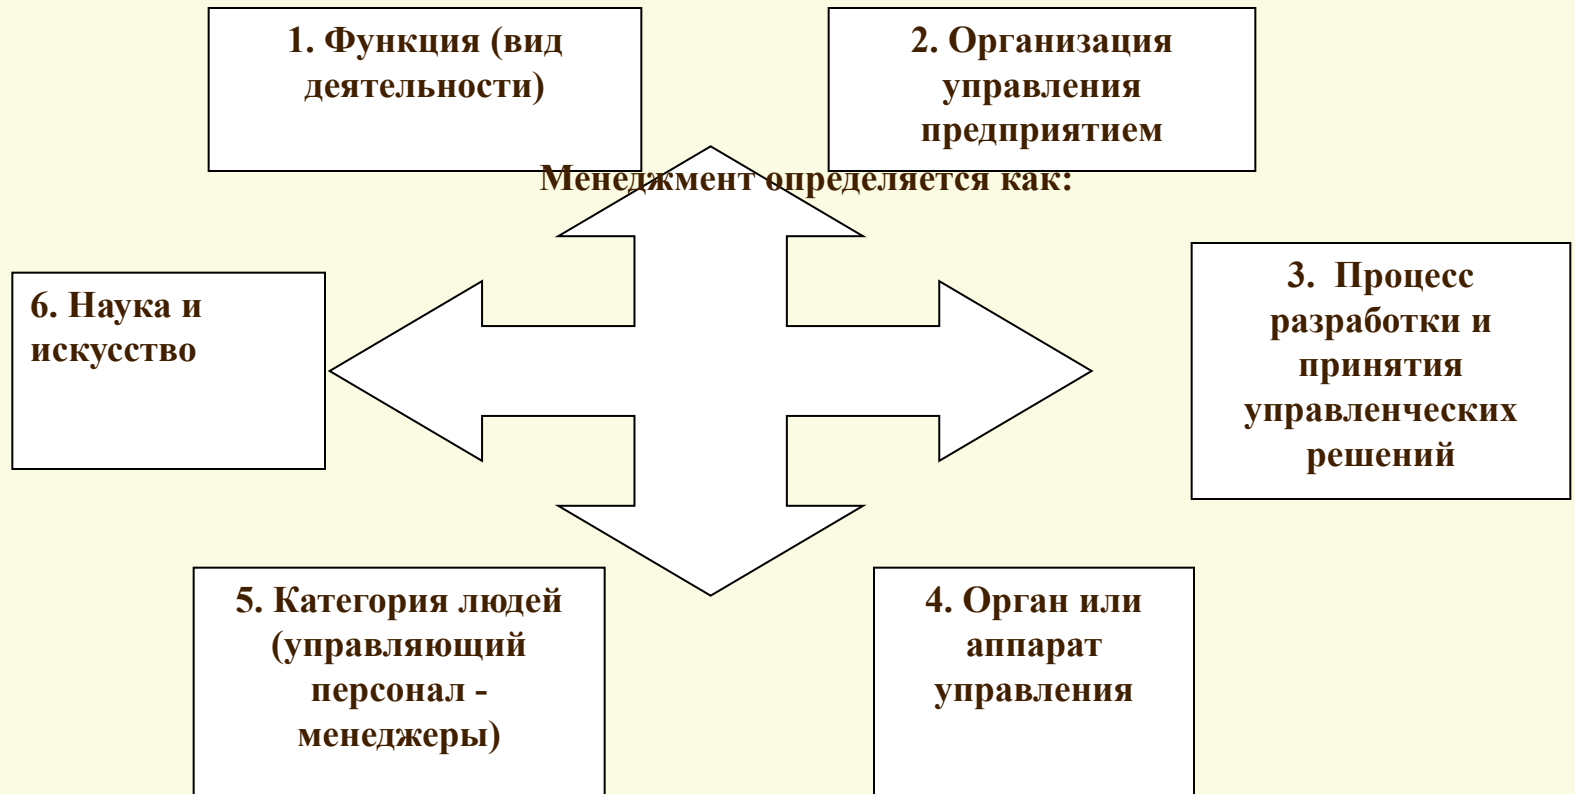 1. Функция (вид
деятельности)
2. Организация
управления
предприятием
Менеджмент определяется как:
6. Наука и
искусство
3. Процесс
разработки и
принятия
управленческих
решений
5. Категория людей
(управляющий
персонал -
менеджеры)
4. Орган или
аппарат
управления